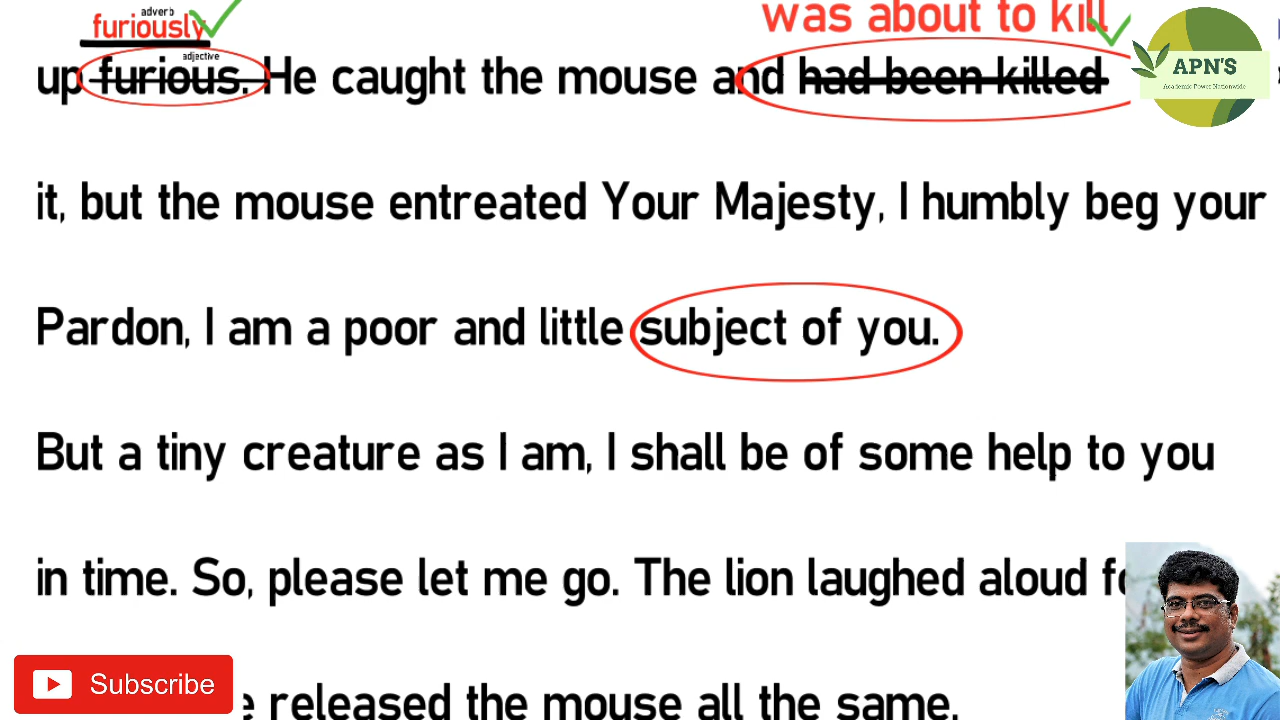 adverb
furiously
was about to kill
adjective
up furious. He caught the mouse and had been killed
APN'S
Academic Power Nationwide
it, but the mouse entreated Your Majesty, I humbly beg your
Pardon, I am a poor and little subject of you.
But a tiny creature as I am, I shall be of some help to you
in time. So, please let me go. The lion laughed aloud
Subscribe
released the mouse all the same.